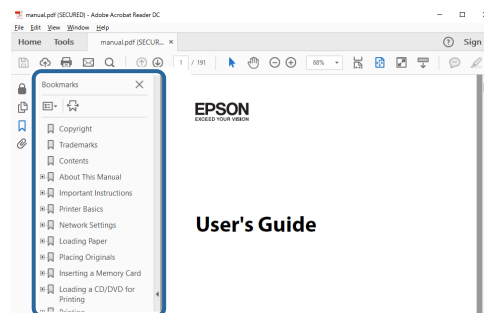 manual.pdf (SECURED) - Adobe Acrobat Reader DC
File Edit View Window Help
Home Tools manual.pdf (SECUR... × Sign
1 / 191 68%
Bookmarks
Copyright
Trademarks
Contents
About This Manual
Important Instructions
Printer Basics
Network Settings
Loading Paper
Placing Originals
Inserting a Memory Card
Loading a CD/DVD for
Printing
Printing
EPSON
EXCEED YOUR VISION
User's Guide